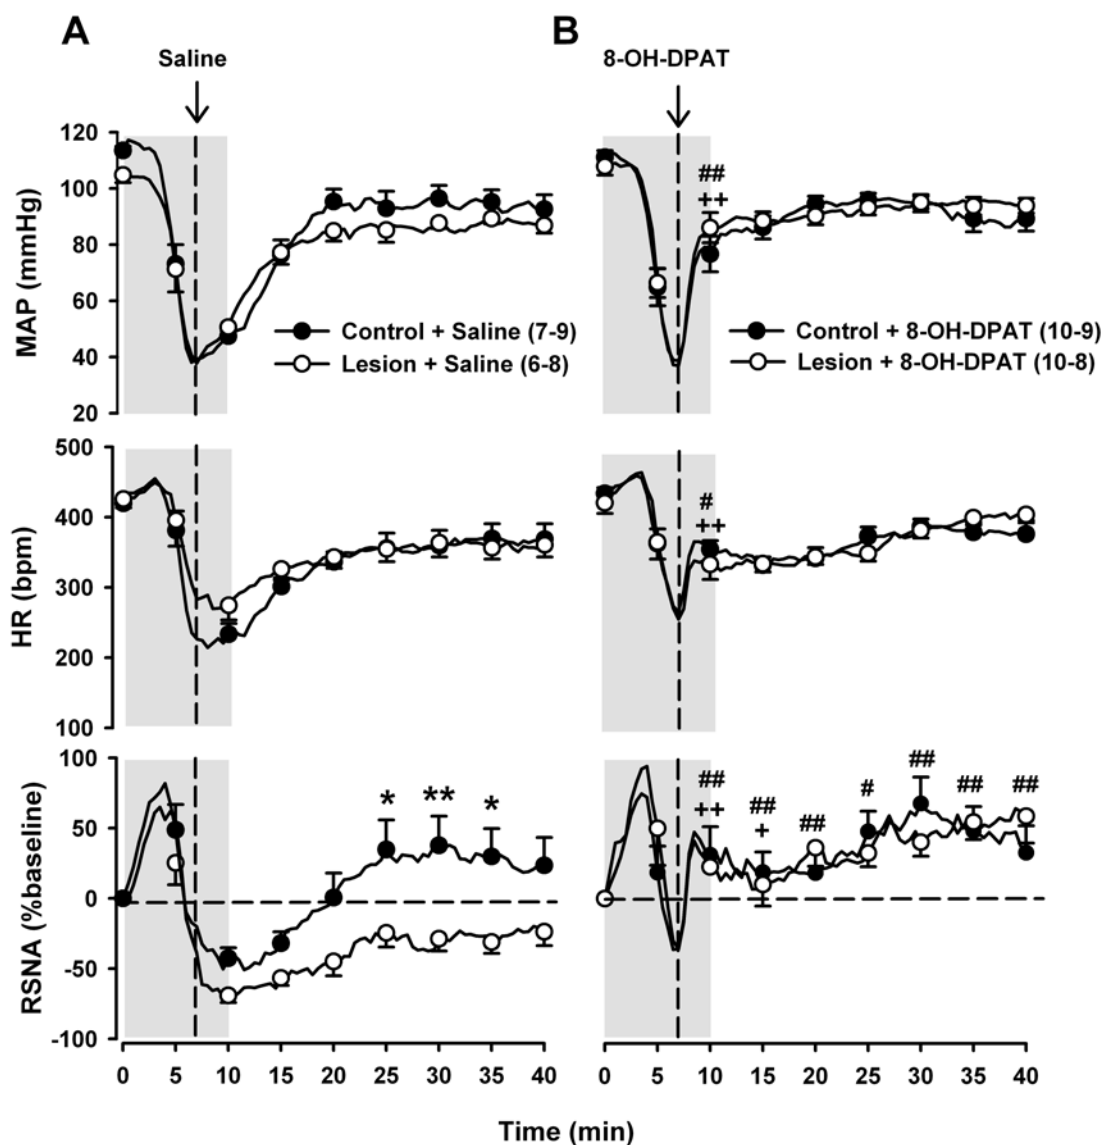 A
B
Saline
8-OH-DPAT
MAP (mmHg)
120
100
80
60
40
20
Control + Saline (7-9)
Lesion + Saline (6-8)
##
++
Control + 8-OH-DPAT (10-9)
Lesion + 8-OH-DPAT (10-8)
HR (bpm)
500
400
300
200
100
#
++
RSNA (%baseline)
100
50
0
-50
-100
* ** *
## ## ## # ## ## ##
++ +
0 5 10 15 20 25 30 35 40
0 5 10 15 20 25 30 35 40
Time (min)